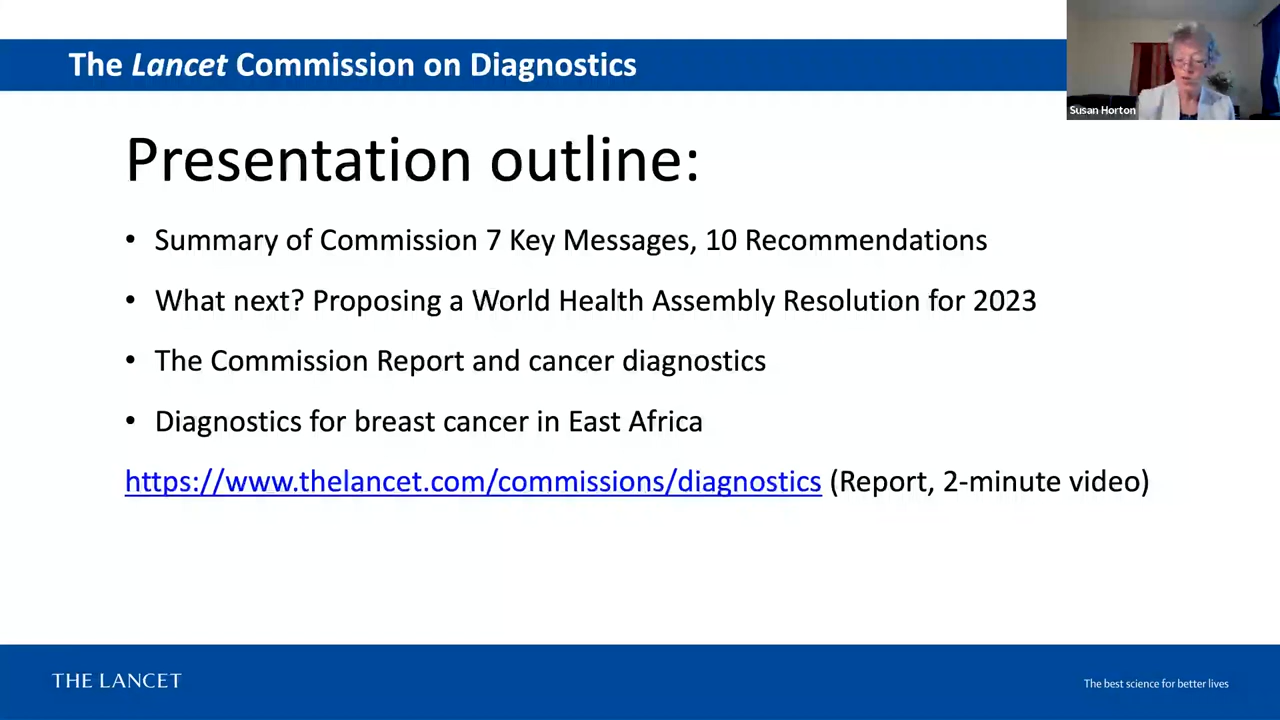 The Lancet Commission on Diagnostics
Susan Horton
Presentation outline:
• Summary of Commission 7 Key Messages, 10 Recommendations
• What next? Proposing a World Health Assembly Resolution for 2023
• The Commission Report and cancer diagnostics
• Diagnostics for breast cancer in East Africa
https://www.thelancet.com/commissions/diagnostics (Report, 2-minute video)
THE LANCET
The best science for better lives